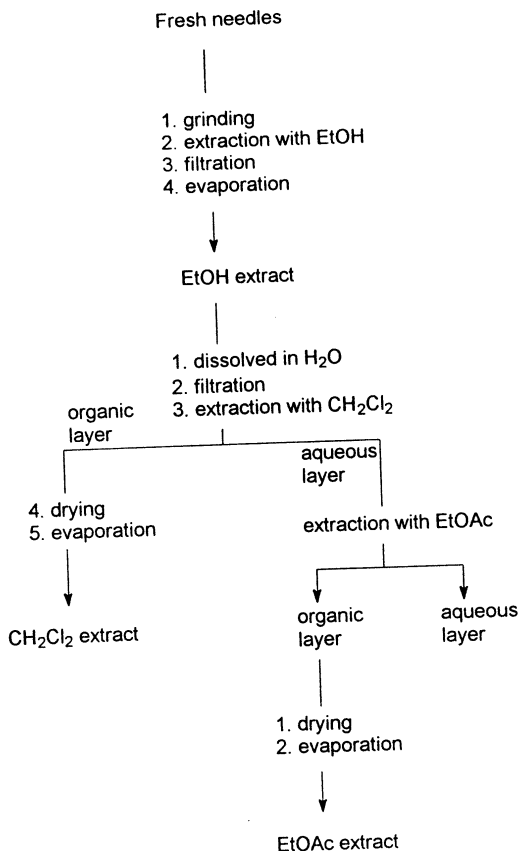 Fresh needles
1. grinding
2. extraction with EtOH
3. filtration
4. evaporation
EtOH extract
1. dissolved in H₂O
2. filtration
3. extraction with CH₂Cl₂
organic
layer
aqueous
layer
4. drying
5. evaporation
extraction with EtOAc
CH₂Cl₂ extract
organic
layer
aqueous
layer
1. drying
2. evaporation
EtOAc extract